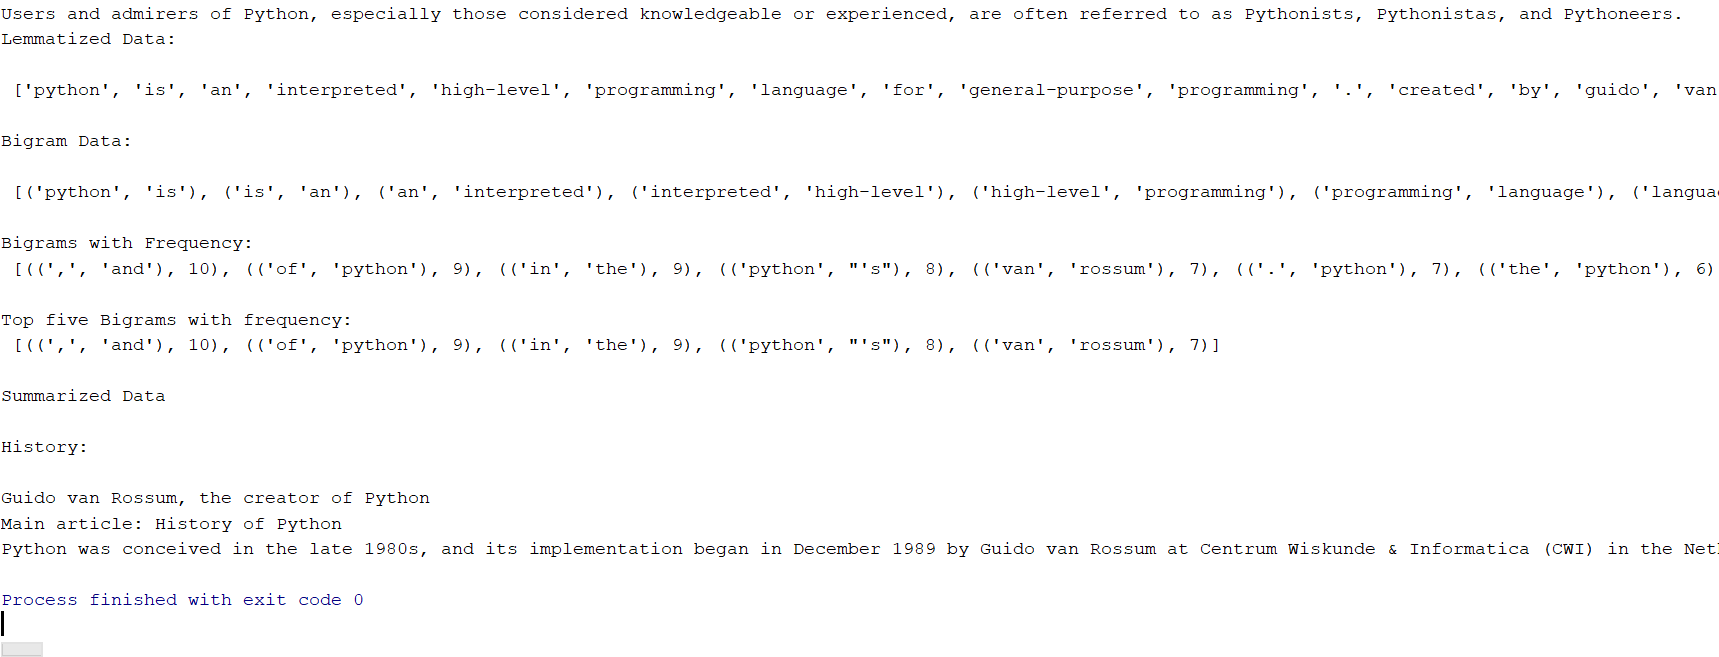 Users and admirers of Python, especially those considered knowledgeable or experienced, are often referred to as Pythonists, Pythonistas, and Pythoneers.
Lemmatized Data:
['python', 'is', 'an', 'interpreted', 'high-level', 'programming', 'language', 'for', 'general-purpose', 'programming', '.', 'created', 'by', 'guido', 'van
Bigram Data:
[('python', 'is'), ('is', 'an'), ('an', 'interpreted'), ('interpreted', 'high-level'), ('high-level', 'programming'), ('programming', 'language'), (
Bigrams with Frequency:
[((',', 'and'), 10), (('of', 'python'), 9), (('in', 'the'), 9), (('python', "'s"), 8), (('van', 'rossum'), 7), (('.', 'python'), 7), (('the', 'python'), 6)
Top five Bigrams with frequency:
[((',', 'and'), 10), (('of', 'python'), 9), (('in', 'the'), 9), (('python', "'s"), 8), (('van', 'rossum'), 7)]
Summarized Data
History:
Guido van Rossum, the creator of Python
Main article: History of Python
Python was conceived in the late 1980s, and its implementation began in December 1989 by Guido van Rossum at Centrum Wiskunde & Informatica (CWI) in the
Process finished with exit code 0